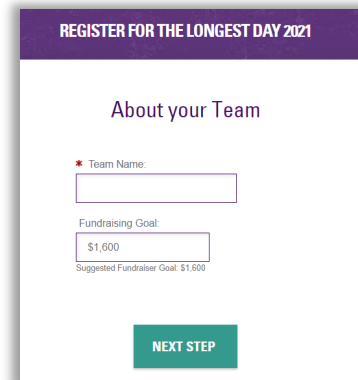 REGISTER FOR THE LONGEST DAY 2021
About your Team
* Team Name:
Fundraising Goal:
$1,600
Suggested Fundraiser Goal: $1,600
NEXT STEP